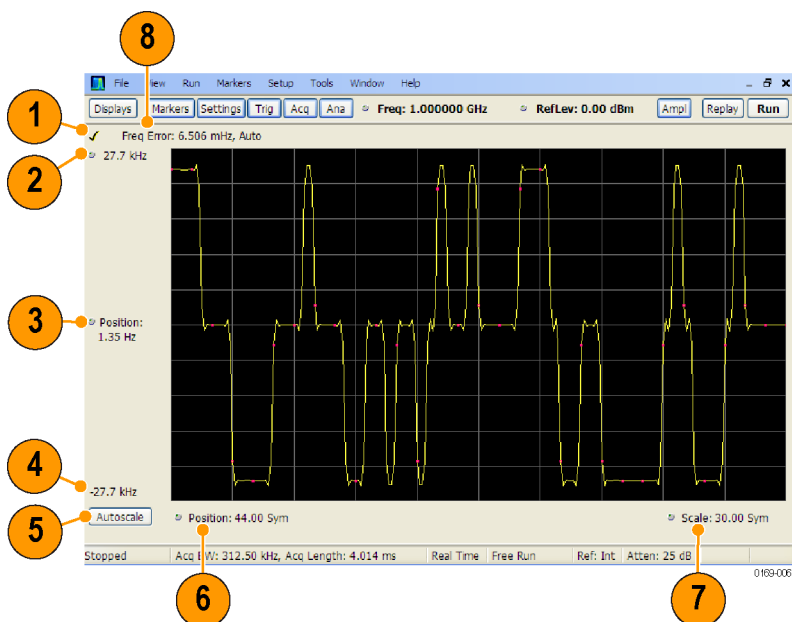 8
File View Run Markers Setup Tools Window Help
Displays Markers Settings Trig Acq Ana Freq: 1.000000 GHz RefLev: 0.00 dBm Ampl Replay Run
1
Freq Error: 6.506 mHz, Auto
2
27.7 kHz
3
Position:
1.35 Hz
4
-27.7 kHz
5
Autoscale Position: 44.00 Sym Scale: 30.00 Sym
Stopped Acq BW: 312.50 kHz, Acq Length: 4.014 ms Real Time Free Run Ref: Int Atten: 25 dB
0169-006
6
7